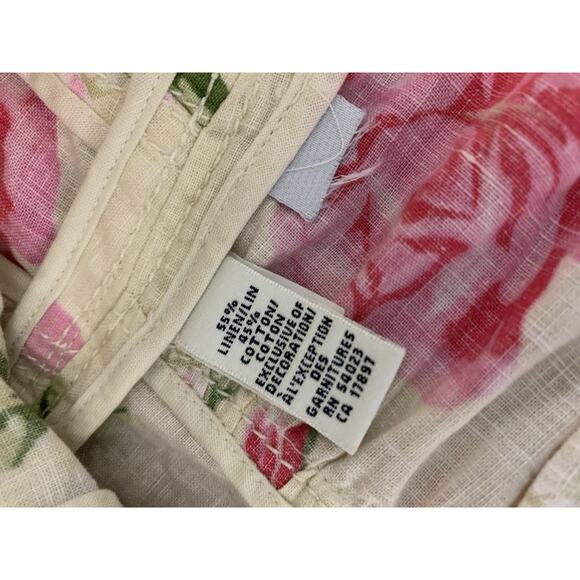 55%
LINEN/LIN
45%
COTTON/
COTON
EXCLUSIVE OF
DECORATION/
À L'EXCEPTION
DES
GARNITURES
RN 54023
CA 17897